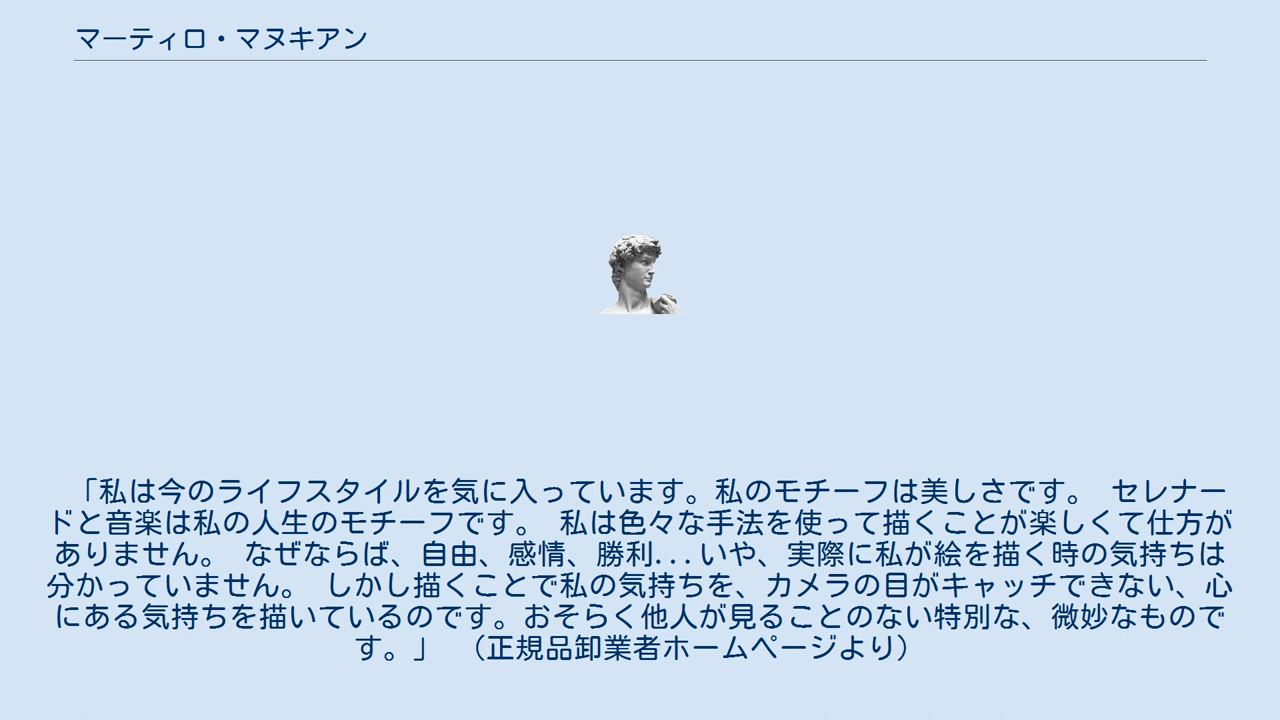 マーティロ・マヌキアン
「私は今のライフスタイルを気に入っています。私のモチーフは美しさです。 セレナー
ドと音楽は私の人生のモチーフです。 私は色々な手法を使って描くことが楽しくて仕方が
ありません。 なぜならば、自由、感情、勝利...いや、実際に私が絵を描く時の気持ちは
分かっていません。 しかし描くことで私の気持ちを、カメラの目がキャッチできない、心
にある気持ちを描いているのです。おそらく他人が見ることのない特別な、微妙なもので
す。」 （正規品卸業者ホームページより）